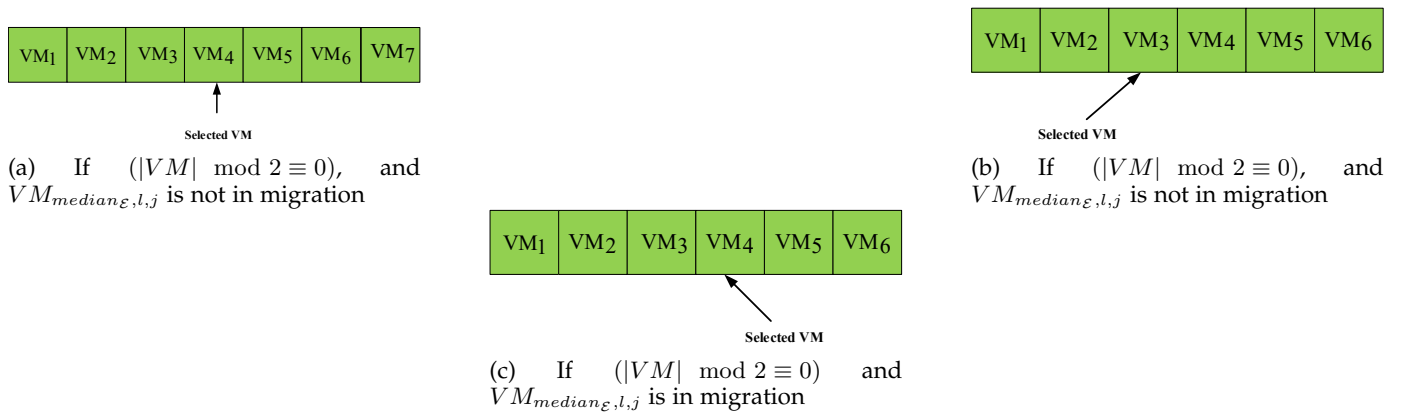 VM1 VM2 VM3 VM4 VM5 VM6 VM7
Selected VM
(a) If (|VM| mod 2 ≡ 0), and
VM_{median_ε,l,j} is not in migration
VM1 VM2 VM3 VM4 VM5 VM6
Selected VM
(b) If (|VM| mod 2 ≡ 0), and
VM_{median_ε,l,j} is not in migration
VM1 VM2 VM3 VM4 VM5 VM6
Selected VM
(c) If (|VM| mod 2 ≡ 0) and
VM_{median_ε,l,j} is in migration